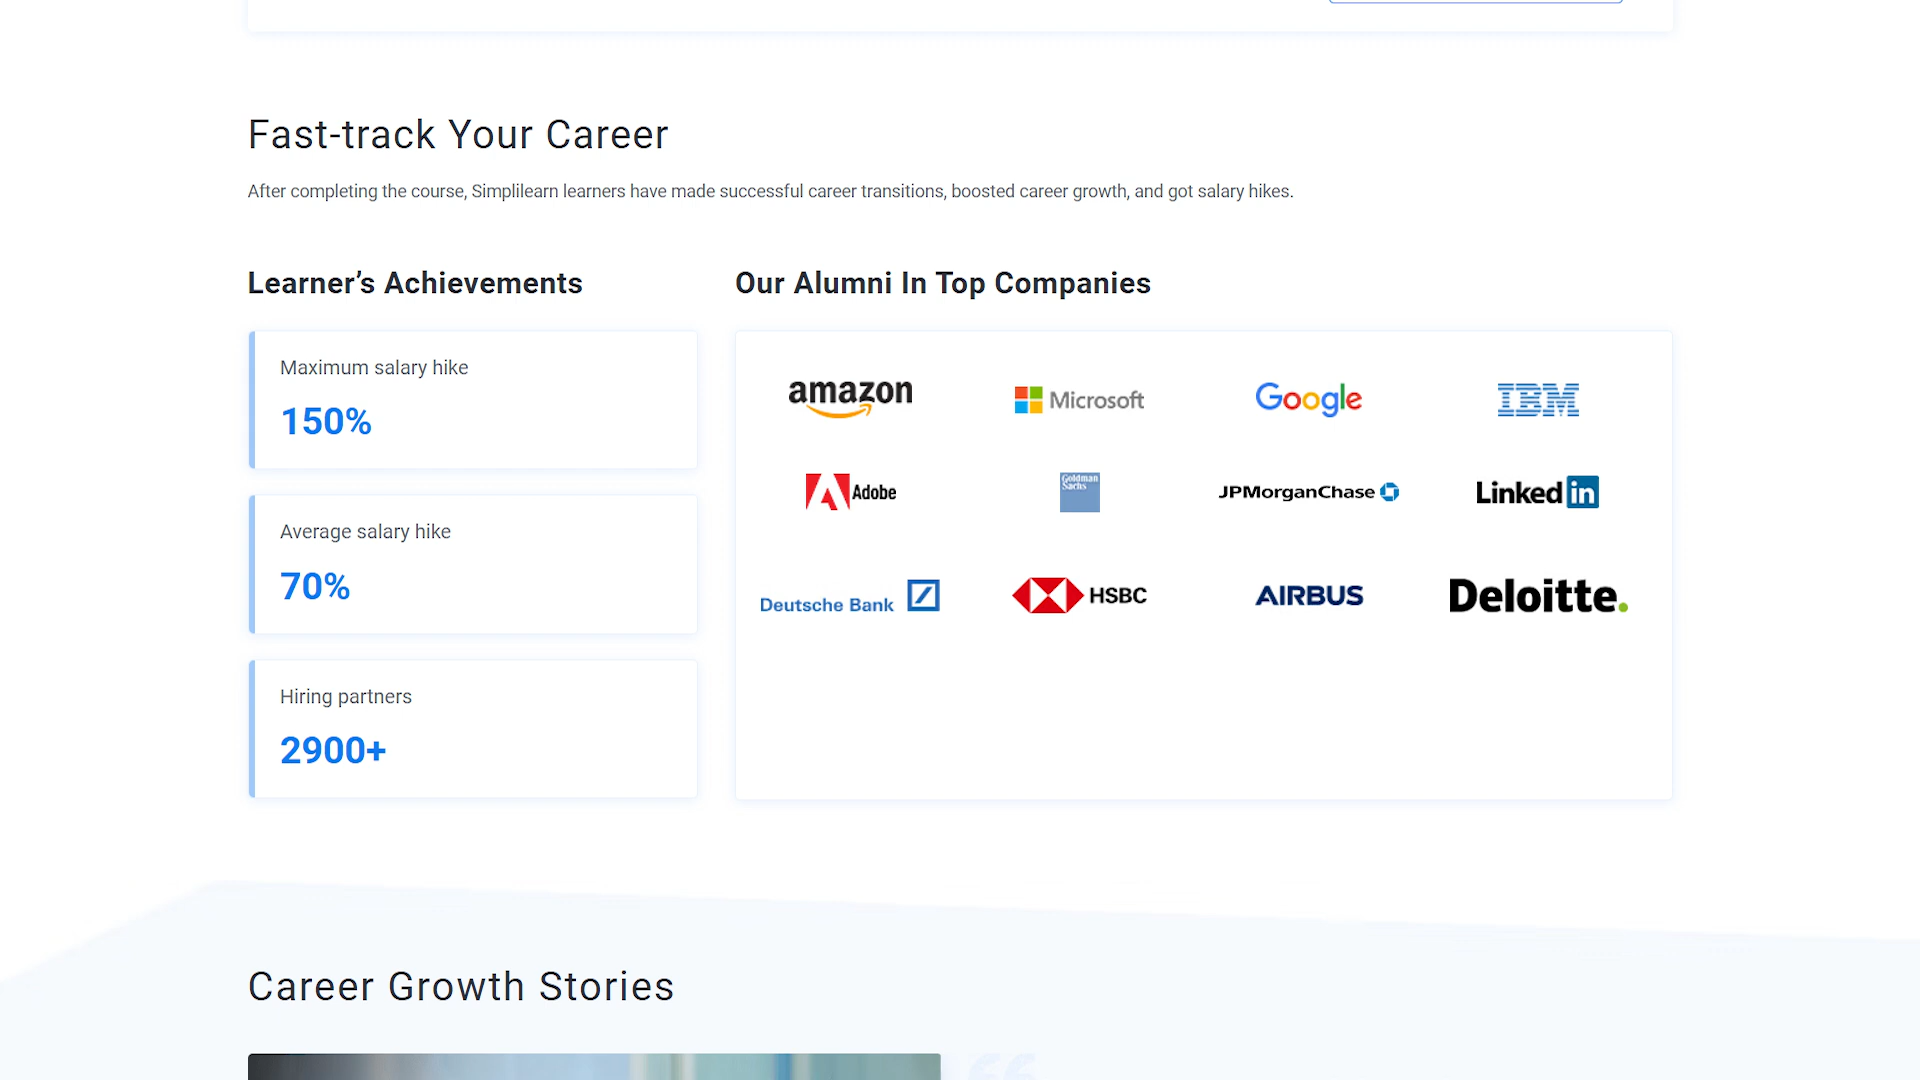 Fast-track Your Career
After completing the course, Simplilearn learners have made successful career transitions, boosted career growth, and got salary hikes.
Learner’s Achievements
Maximum salary hike
150%
Average salary hike
70%
Hiring partners
2900+
Our Alumni In Top Companies
amazon
Microsoft
Google
IBM
Adobe
Goldman
Sachs
JPMorganChase
Linked in
Deutsche Bank
HSBC
AIRBUS
Deloitte.
Career Growth Stories